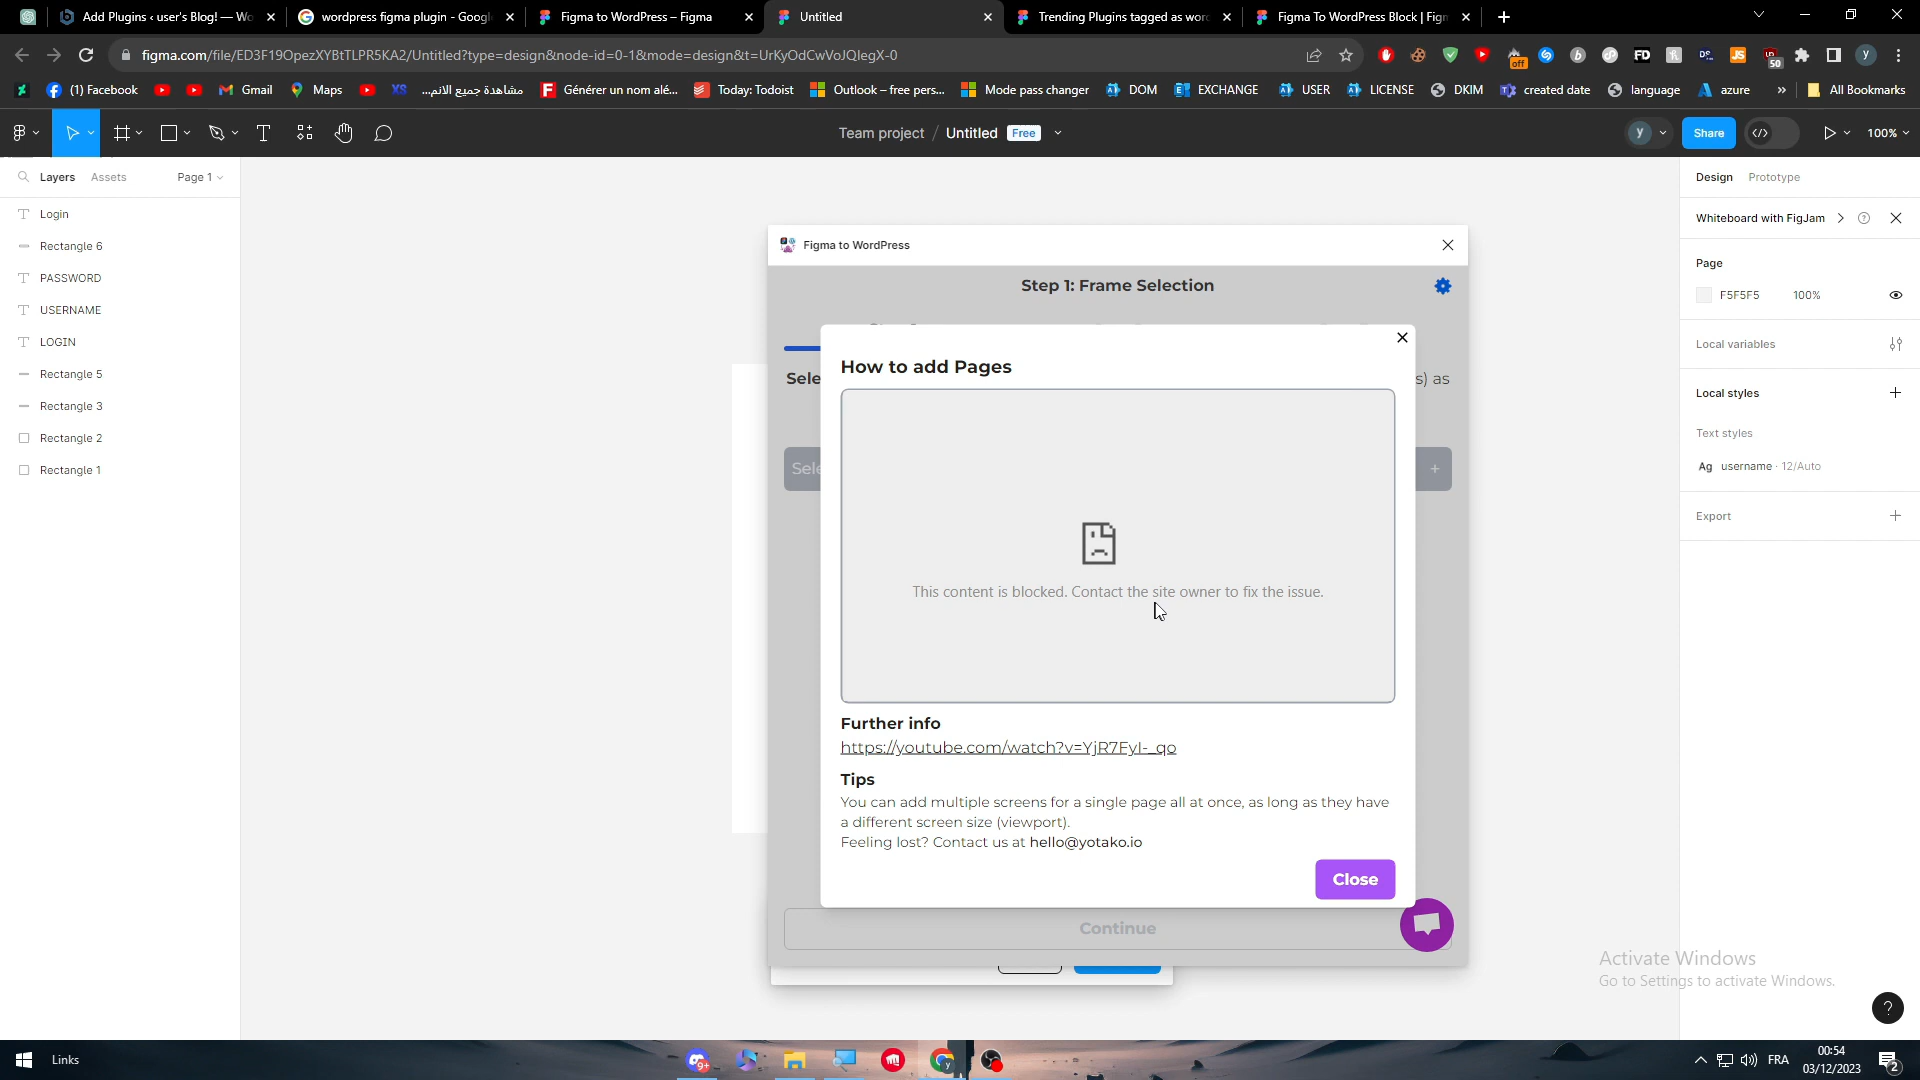 Add Plugins ‹ user's Blog! — Wo
wordpress figma plugin - Googl
Figma to WordPress – Figma
Untitled
Trending Plugins tagged as worc
Figma To WordPress Block | Figm
figma.com/file/ED3F19OpezXYBtTLPR5KA2/Untitled?type=design&node-id=0-1&mode=design&t=UrKyOdCwVoJQlegX-0
(1) Facebook
Gmail
Maps
XS
مشاهدة جميع الانم...
Générer un nom alé...
Today: Todoist
Outlook – free pers...
Mode pass changer
DOM
EXCHANGE
USER
LICENSE
DKIM
created date
language
azure
»
All Bookmarks
Team project / Untitled Free
Share
100%
Layers
Assets
Page 1
Login
Rectangle 6
PASSWORD
USERNAME
LOGIN
Rectangle 5
Rectangle 3
Rectangle 2
Rectangle 1
Figma to WordPress
Step 1: Frame Selection
Sele
s) as
Sele
+
How to add Pages
This content is blocked. Contact the site owner to fix the issue.
Further info
https://youtube.com/watch?v=YjR7Fyl-_qo
Tips
You can add multiple screens for a single page all at once, as long as they have
a different screen size (viewport).
Feeling lost? Contact us at hello@yotako.io
Close
Continue
Design
Prototype
Whiteboard with FigJam
Page
F5F5F5
100%
Local variables
Local styles
Text styles
Ag username · 12/Auto
Export
Activate Windows
Go to Settings to activate Windows.
?
Links
9+
FRA
00:54
03/12/2023
2